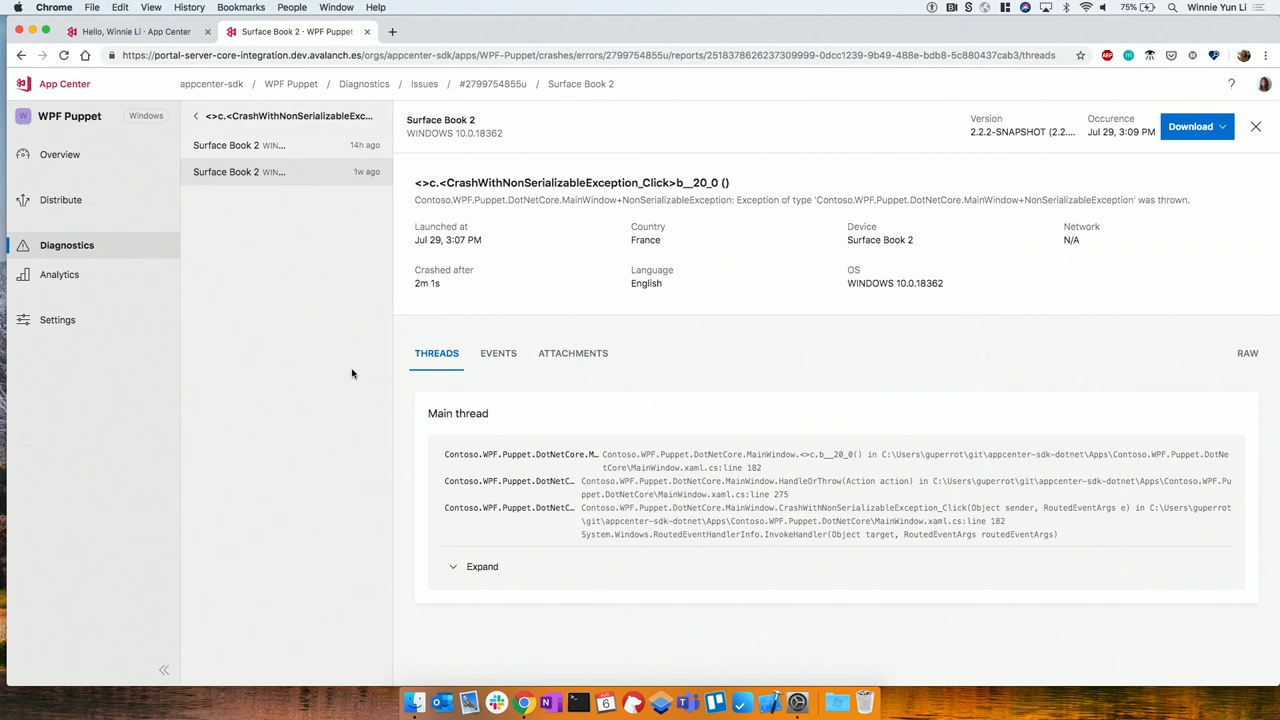 Chrome File Edit View History Bookmarks People Window Help 75% Winnie Yun Li
Hello, Winnie Li · App Center
Surface Book 2 · WPF Puppet
https://portal-server-core-integration.dev.avalanch.es/orgs/appcenter-sdk/apps/WPF-Puppet/crashes/errors/2799754855u/reports/2518378626237309999-0dcc1239-9b49-488e-bdb8-5c880437cab3/threads
App Center
appcenter-sdk / WPF Puppet / Diagnostics / Issues / #2799754855u / Surface Book 2
?
W WPF Puppet Windows
Overview
Distribute
Diagnostics
Analytics
Settings
<>c.<CrashWithNonSerializableExc...
Surface Book 2 WIN... 14h ago
Surface Book 2 WIN... 1w ago
Surface Book 2
WINDOWS 10.0.18362
Version
2.2.2-SNAPSHOT (2.2....
Occurence
Jul 29, 3:09 PM
Download
<>c.<CrashWithNonSerializableException_Click>b__20_0 ()
Contoso.WPF.Puppet.DotNetCore.MainWindow+NonSerializableException: Exception of type 'Contoso.WPF.Puppet.DotNetCore.MainWindow+NonSerializableException' was thrown.
Launched at
Jul 29, 3:07 PM
Country
France
Device
Surface Book 2
Network
N/A
Crashed after
2m 1s
Language
English
OS
WINDOWS 10.0.18362
THREADS EVENTS ATTACHMENTS RAW
Main thread
Contoso.WPF.Puppet.DotNetCore.M... Contoso.WPF.Puppet.DotNetCore.MainWindow.<>c.b__20_0() in C:\Users\guperrot\git\appcenter-sdk-dotnet\Apps\Contoso.WPF.Puppet.DotNe
tCore\MainWindow.xaml.cs:line 182
Contoso.WPF.Puppet.DotNetC... Contoso.WPF.Puppet.DotNetCore.MainWindow.HandleOrThrow(Action action) in C:\Users\guperrot\git\appcenter-sdk-dotnet\Apps\Contoso.WPF.Pu
ppet.DotNetCore\MainWindow.xaml.cs:line 275
Contoso.WPF.Puppet.DotNetC... Contoso.WPF.Puppet.DotNetCore.MainWindow.CrashWithNonSerializableException_Click(Object sender, RoutedEventArgs e) in C:\Users\guperrot
\git\appcenter-sdk-dotnet\Apps\Contoso.WPF.Puppet.DotNetCore\MainWindow.xaml.cs:line 182
System.Windows.RoutedEventHandlerInfo.InvokeHandler(Object target, RoutedEventArgs routedEventArgs)
Expand